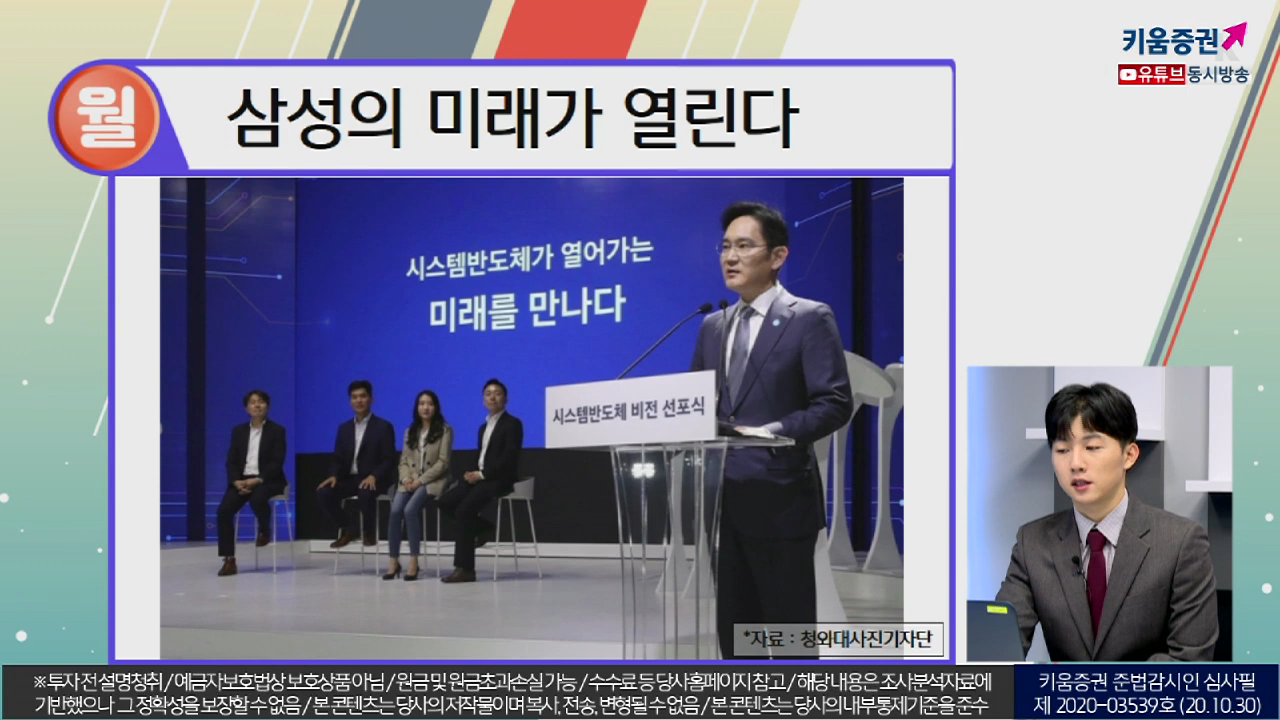 키움증권
유튜브동시방송
월
삼성의 미래가 열린다
시스템반도체가 열어가는
미래를 만나다
시스템반도체 비전 선포식
*자료 : 청와대사진기자단
※ 투자 전 설명청취 / 예금자보호법상 보호상품 아님 / 원금 및 원금초과손실 가능 / 수수료 등 당사홈페이지 참고 / 해당 내용은 조사분석자료에
기반했으나 그 정확성을 보장할 수 없음 / 본 콘텐츠는 당사의 저작물이며 복사, 전송, 변형될 수 없음 / 본 콘텐츠는 당사의 내부통제기준을 준수
키움증권 준법감시인 심사필
제 2020-03539호 (20.10.30)